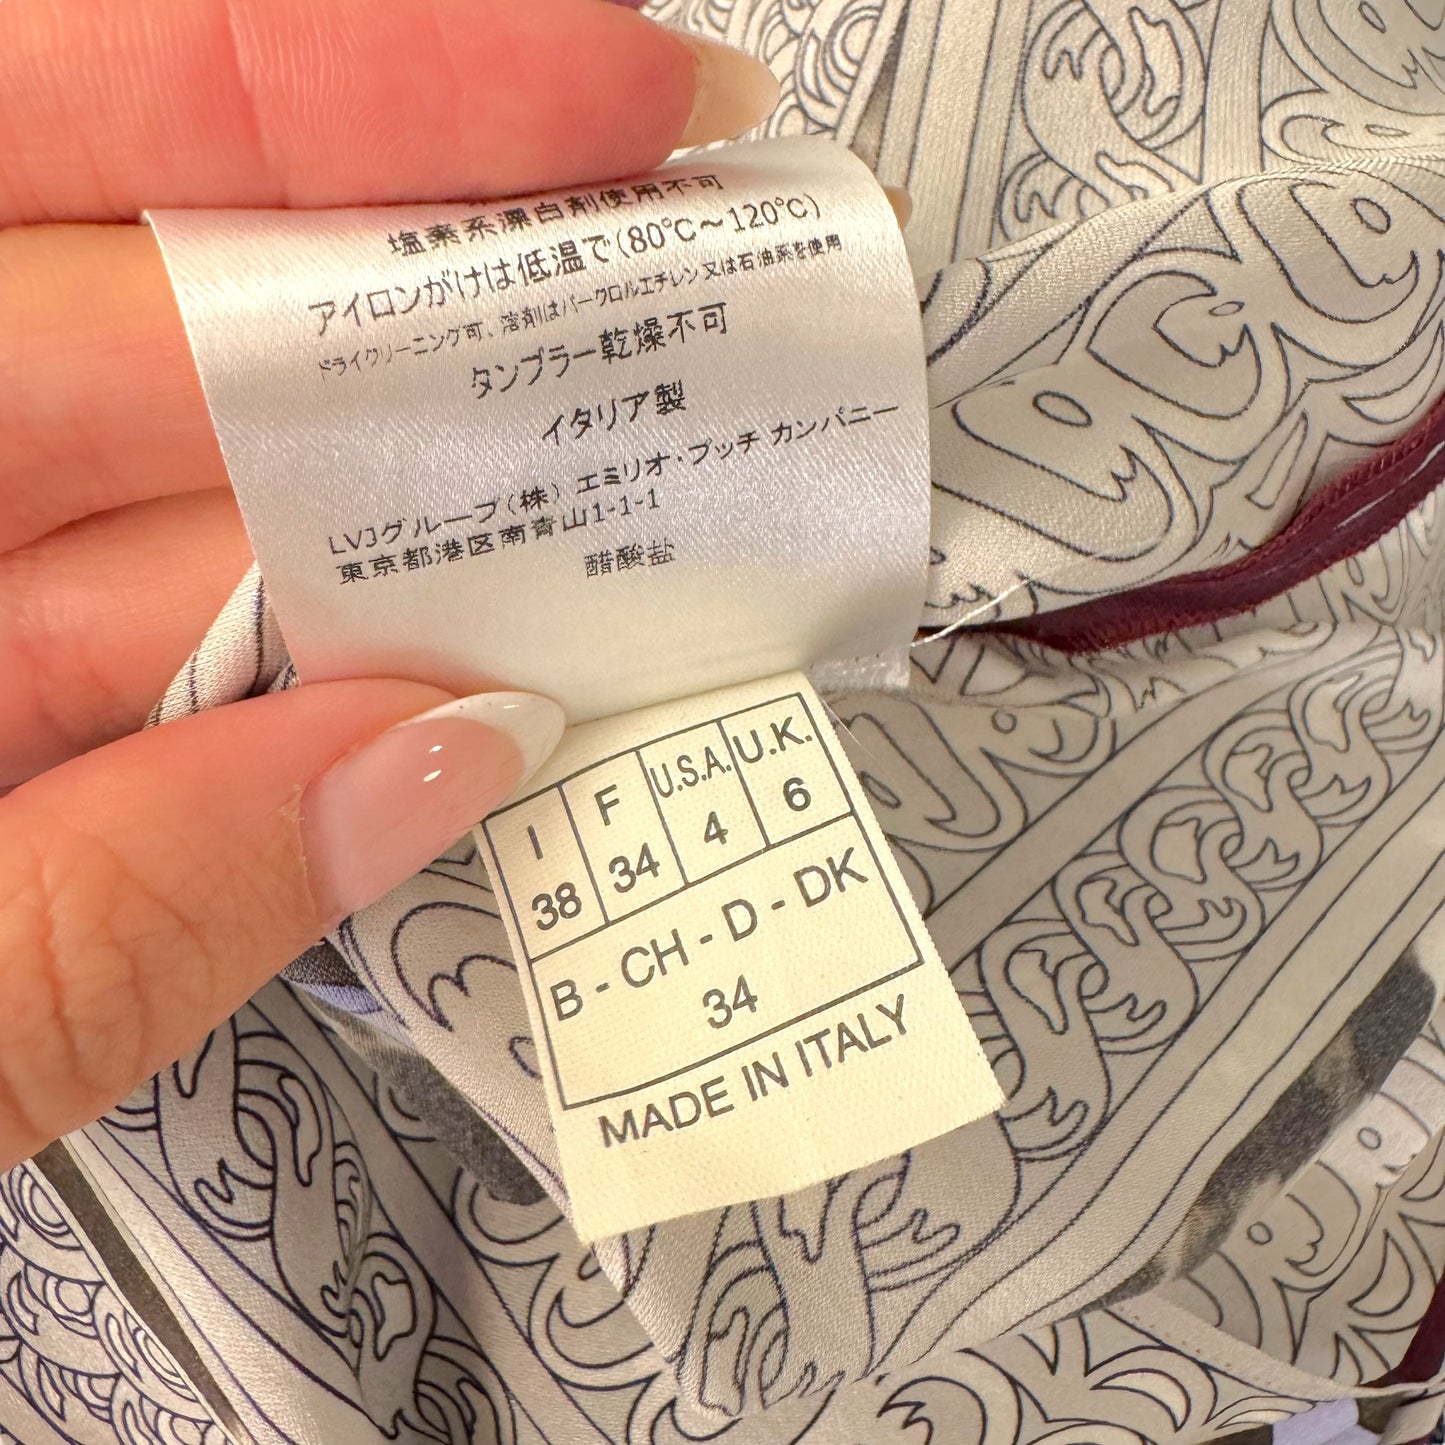 塩素系漂白剤使用不可
アイロンがけは低温で(80℃～120℃)
ドライクリーニング可、溶剤はパークロルエチレン又は石油系を使用
タンブラー乾燥不可
イタリア製
エミリオ・プッチ カンパニー
LVJグループ(株)
東京都港区南青山1-1-1
醋酸盐
I F U.S.A. U.K.
38 34 4 6
B - CH - D - DK
34
MADE IN ITALY